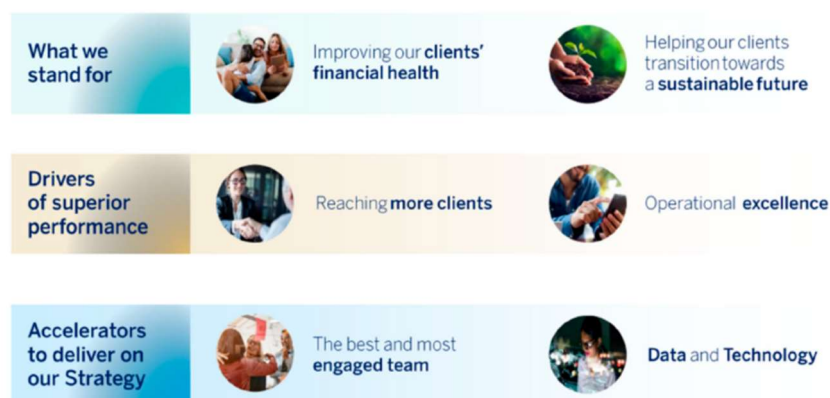 What we
stand for
Improving our clients'
financial health
Helping our clients
transition towards
a sustainable future
Drivers
of superior
performance
Reaching more clients
Operational excellence
Accelerators
to deliver on
our Strategy
The best and most
engaged team
Data and Technology